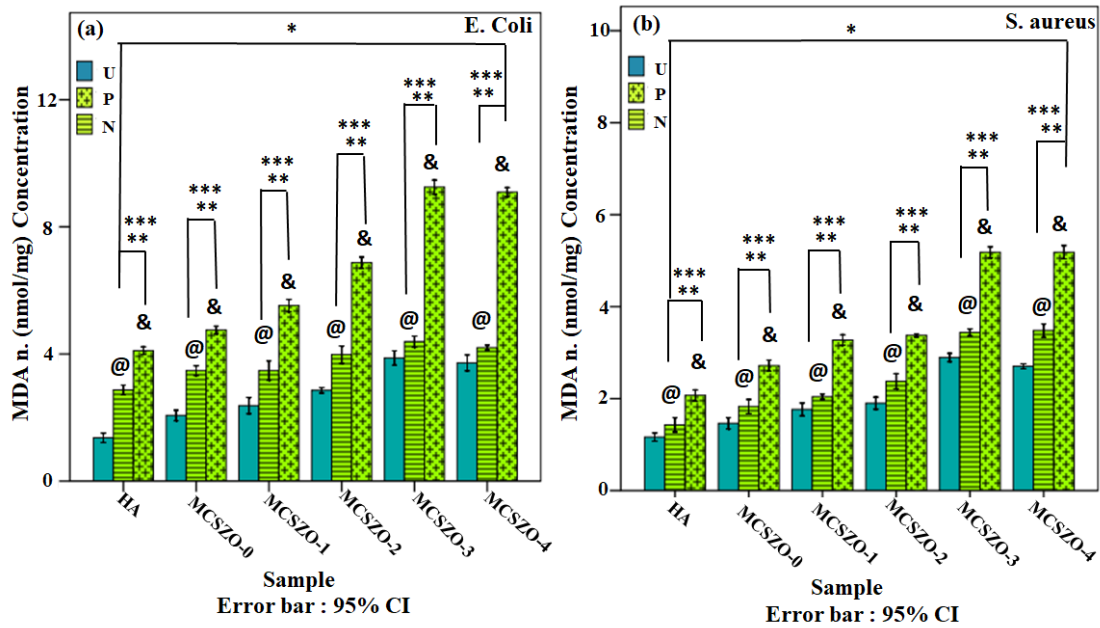 (a)
E. Coli
*
U
P
N
***
**
***
**
***
**
***
**
***
**
***
**
&
&
&
&
&
&
@
@
@
@
@
@
12
8
4
0
MDA n. (nmol/mg) Concentration
HA
MCSZO-0
MCSZO-1
MCSZO-2
MCSZO-3
MCSZO-4
Sample
Error bar : 95% CI
(b)
S. aureus
*
U
P
N
***
**
***
**
***
**
***
**
***
**
***
**
&
&
&
&
&
&
@
@
@
@
@
@
10
8
6
4
2
0
MDA n. (nmol/mg) Concentration
HA
MCSZO-0
MCSZO-1
MCSZO-2
MCSZO-3
MCSZO-4
Sample
Error bar : 95% CI